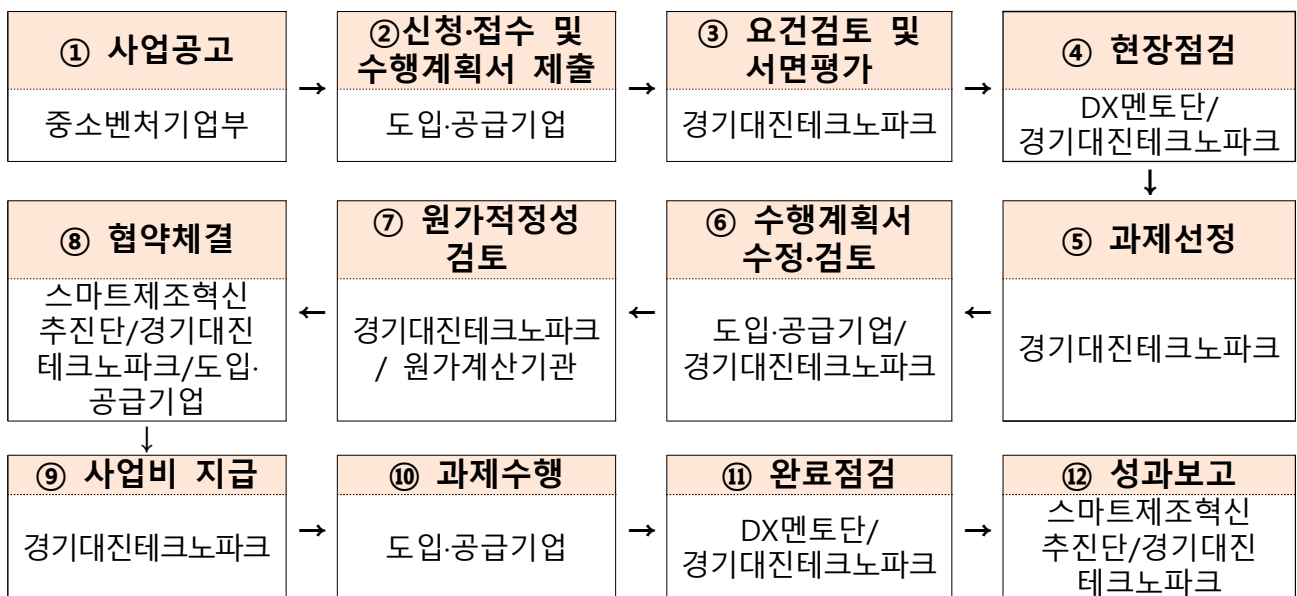 ① 사업공고
중소벤처기업부
→
②신청·접수 및
수행계획서 제출
도입·공급기업
→
③ 요건검토 및
서면평가
경기대진테크노파크
→
④ 현장점검
DX멘토단/
경기대진테크노파크
↓
⑤ 과제선정
경기대진테크노파크
←
⑥ 수행계획서
수정·검토
도입·공급기업/
경기대진테크노파크
←
⑦ 원가적정성
검토
경기대진테크노파크
/ 원가계산기관
←
⑧ 협약체결
스마트제조혁신
추진단/경기대진
테크노파크/도입·
공급기업
↓
⑨ 사업비 지급
경기대진테크노파크
→
⑩ 과제수행
도입·공급기업
→
⑪ 완료점검
DX멘토단/
경기대진테크노파크
→
⑫ 성과보고
스마트제조혁신
추진단/경기대진
테크노파크